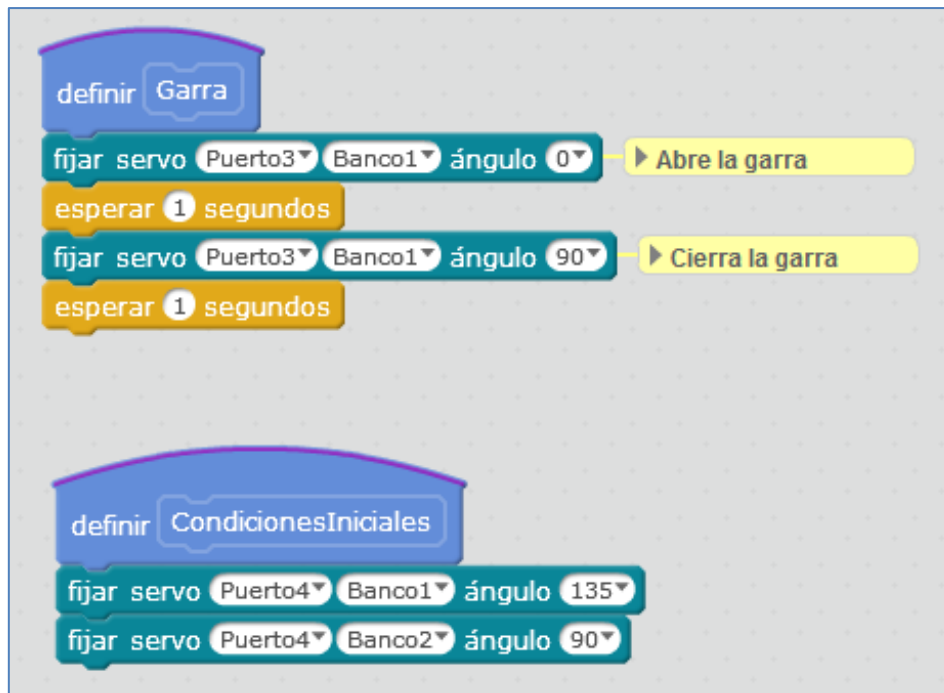 definir Garra
fijar servo Puerto3 Banco1 ángulo 0 Abre la garra
esperar 1 segundos
fijar servo Puerto3 Banco1 ángulo 90 Cierra la garra
esperar 1 segundos
definir CondicionesIniciales
fijar servo Puerto4 Banco1 ángulo 135
fijar servo Puerto4 Banco2 ángulo 90